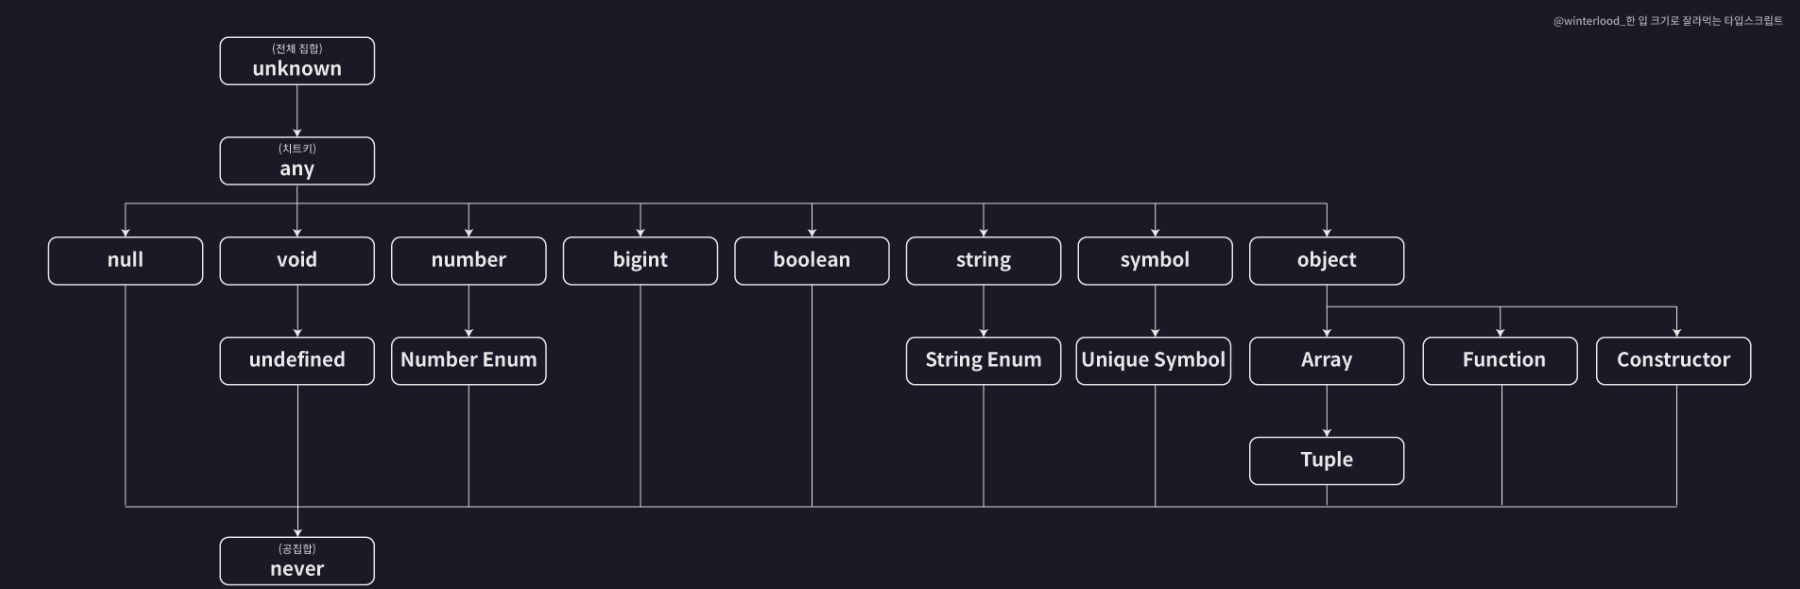 @winterlood_한 입 크기로 잘라먹는 타입스크립트
(전체 집합)
unknown
(치트키)
any
null
void
number
bigint
boolean
string
symbol
object
undefined
Number Enum
String Enum
Unique Symbol
Array
Function
Constructor
Tuple
(공집합)
never